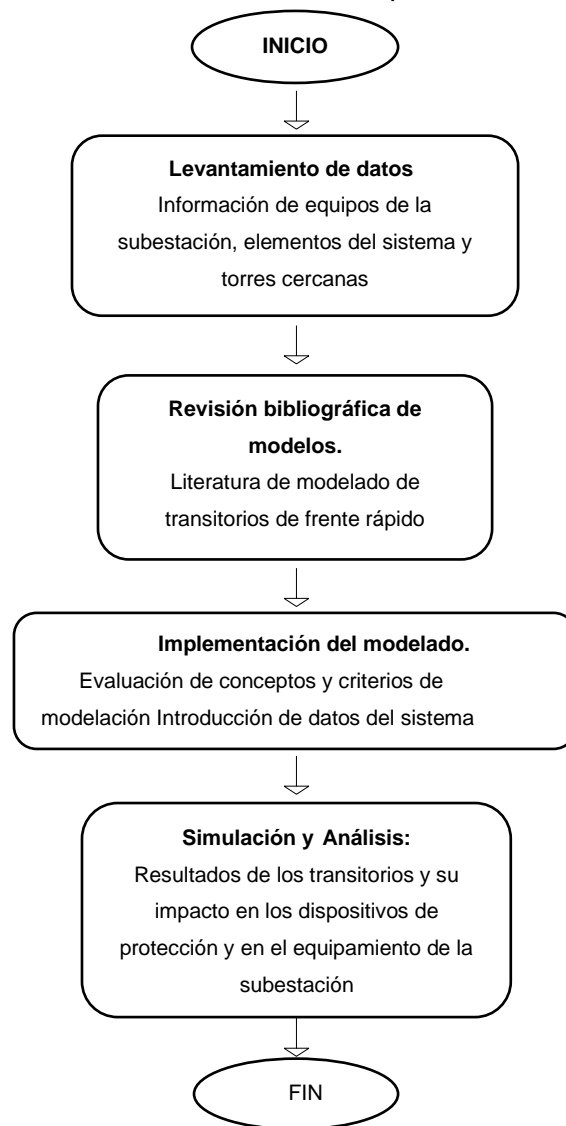 INICIO
Levantamiento de datos
Información de equipos de la
subestación, elementos del sistema y
torres cercanas
Revisión bibliográfica de
modelos.
Literatura de modelado de
transitorios de frente rápido
Implementación del modelado.
Evaluación de conceptos y criterios de
modelación Introducción de datos del sistema
Simulación y Análisis:
Resultados de los transitorios y su
impacto en los dispositivos de
protección y en el equipamiento de la
subestación
FIN